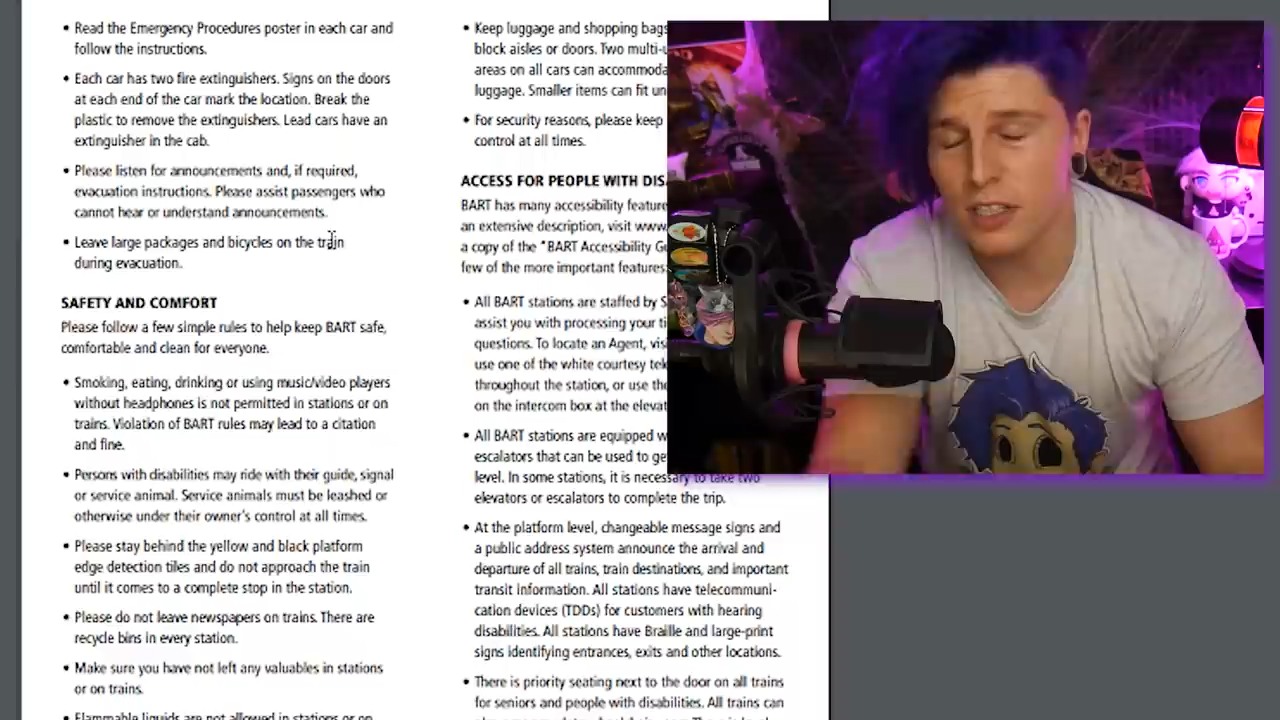 • Read the Emergency Procedures poster in each car and
follow the instructions.
• Each car has two fire extinguishers. Signs on the doors
at each end of the car mark the location. Break the
plastic to remove the extinguishers. Lead cars have an
extinguisher in the cab.
• Please listen for announcements and, if required,
evacuation instructions. Please assist passengers who
cannot hear or understand announcements.
• Leave large packages and bicycles on the train
during evacuation.
SAFETY AND COMFORT
Please follow a few simple rules to help keep BART safe,
comfortable and clean for everyone.
• Smoking, eating, drinking or using music/video players
without headphones is not permitted in stations or on
trains. Violation of BART rules may lead to a citation
and fine.
• Persons with disabilities may ride with their guide, signal
or service animal. Service animals must be leashed or
otherwise under their owner's control at all times.
• Please stay behind the yellow and black platform
edge detection tiles and do not approach the train
until it comes to a complete stop in the station.
• Please do not leave newspapers on trains. There are
recycle bins in every station.
• Make sure you have not left any valuables in stations
or on trains.
• Flammable liquids are not allowed in stations or on
• Keep luggage and shopping bags
block aisles or doors. Two
areas on all cars can
luggage. Smaller items can fit
• For security reasons, please keep
control at all times.
ACCESS FOR PEOPLE WITH
BART has many accessibility
an extensive description, visit
a copy of the "BART Accessibility
few of the more important features
• All BART stations are staffed by
assist you with processing your
questions. To locate an Agent,
use one of the white courtesy
throughout the station, or use the
on the intercom box at the
• All BART stations are equipped
escalators that can be used to
level. In some stations, it is necessary to take two
elevators or escalators to complete the trip.
• At the platform level, changeable message signs and
a public address system announce the arrival and
departure of all trains, train destinations, and important
transit information. All stations have telecommuni-
cation devices (TDDs) for customers with hearing
disabilities. All stations have Braille and large-print
signs identifying entrances, exits and other locations.
• There is priority seating next to the door on all trains
for seniors and people with disabilities. All trains can